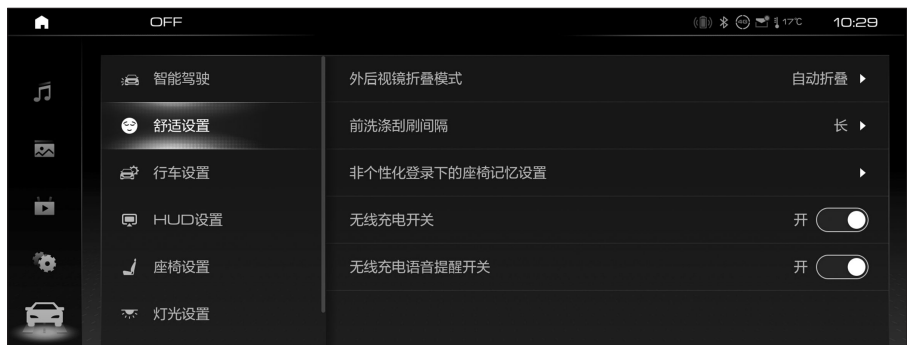 OFF
17℃
10:29
智能驾驶
舒适设置
行车设置
HUD设置
座椅设置
灯光设置
外后视镜折叠模式 自动折叠
前洗涤刮刷间隔 长
非个性化登录下的座椅记忆设置
无线充电开关 开
无线充电语音提醒开关 开